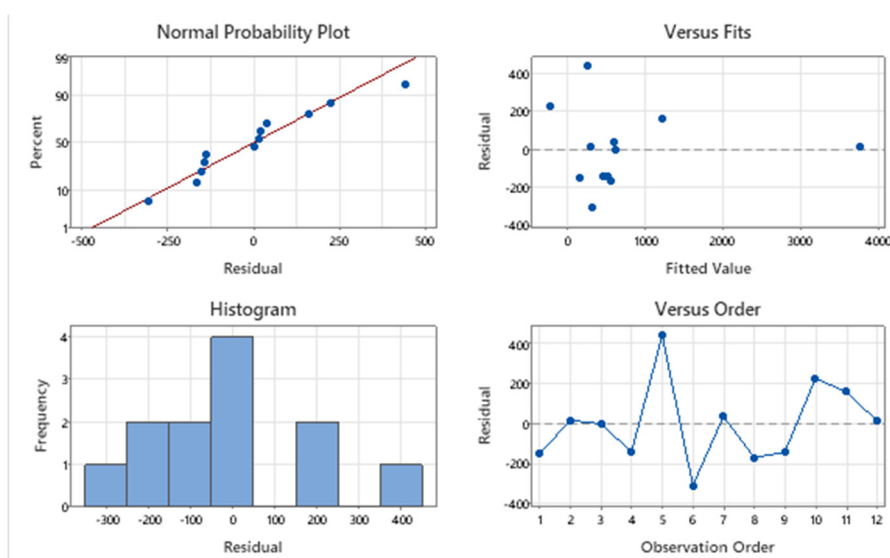 Normal Probability Plot
99
90
50
10
1
Percent
-500 -250 0 250 500
Residual
Versus Fits
400
200
0
-200
-400
Residual
0 1000 2000 3000 4000
Fitted Value
Histogram
4
3
2
1
0
Frequency
-300 -200 -100 0 100 200 300 400
Residual
Versus Order
400
200
0
-200
-400
Residual
1 2 3 4 5 6 7 8 9 10 11 12
Observation Order